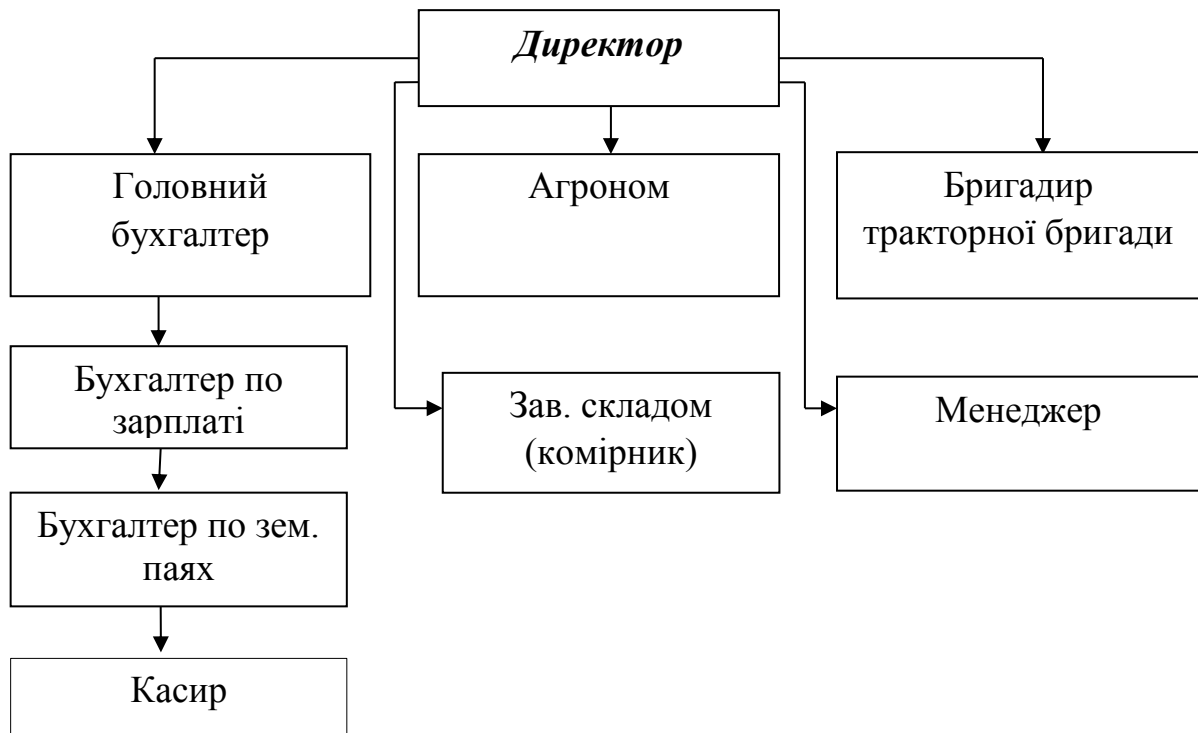 Директор
Головний
бухгалтер
Агроном
Бригадир
тракторної бригади
Бухгалтер по
зарплаті
Зав. складом
(комірник)
Менеджер
Бухгалтер по зем.
паях
Касир